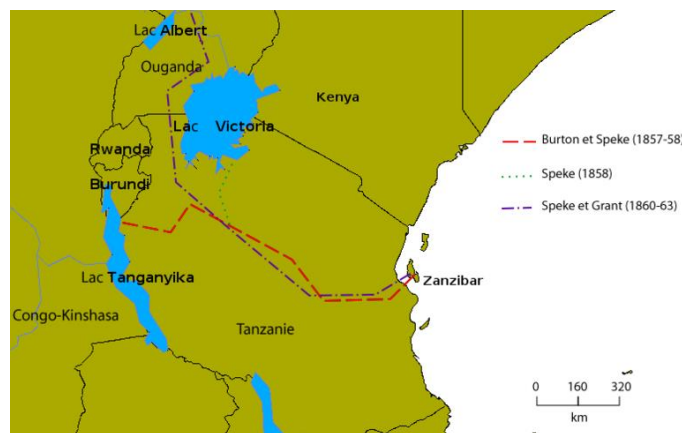 Lac Albert
Ouganda
Kenya
Lac Victoria
Rwanda
Burundi
Lac Tanganyika
Zanzibar
Congo-Kinshasa
Tanzanie
Burton et Speke (1857-58)
Speke (1858)
Speke et Grant (1860-63)
0 160 320
km